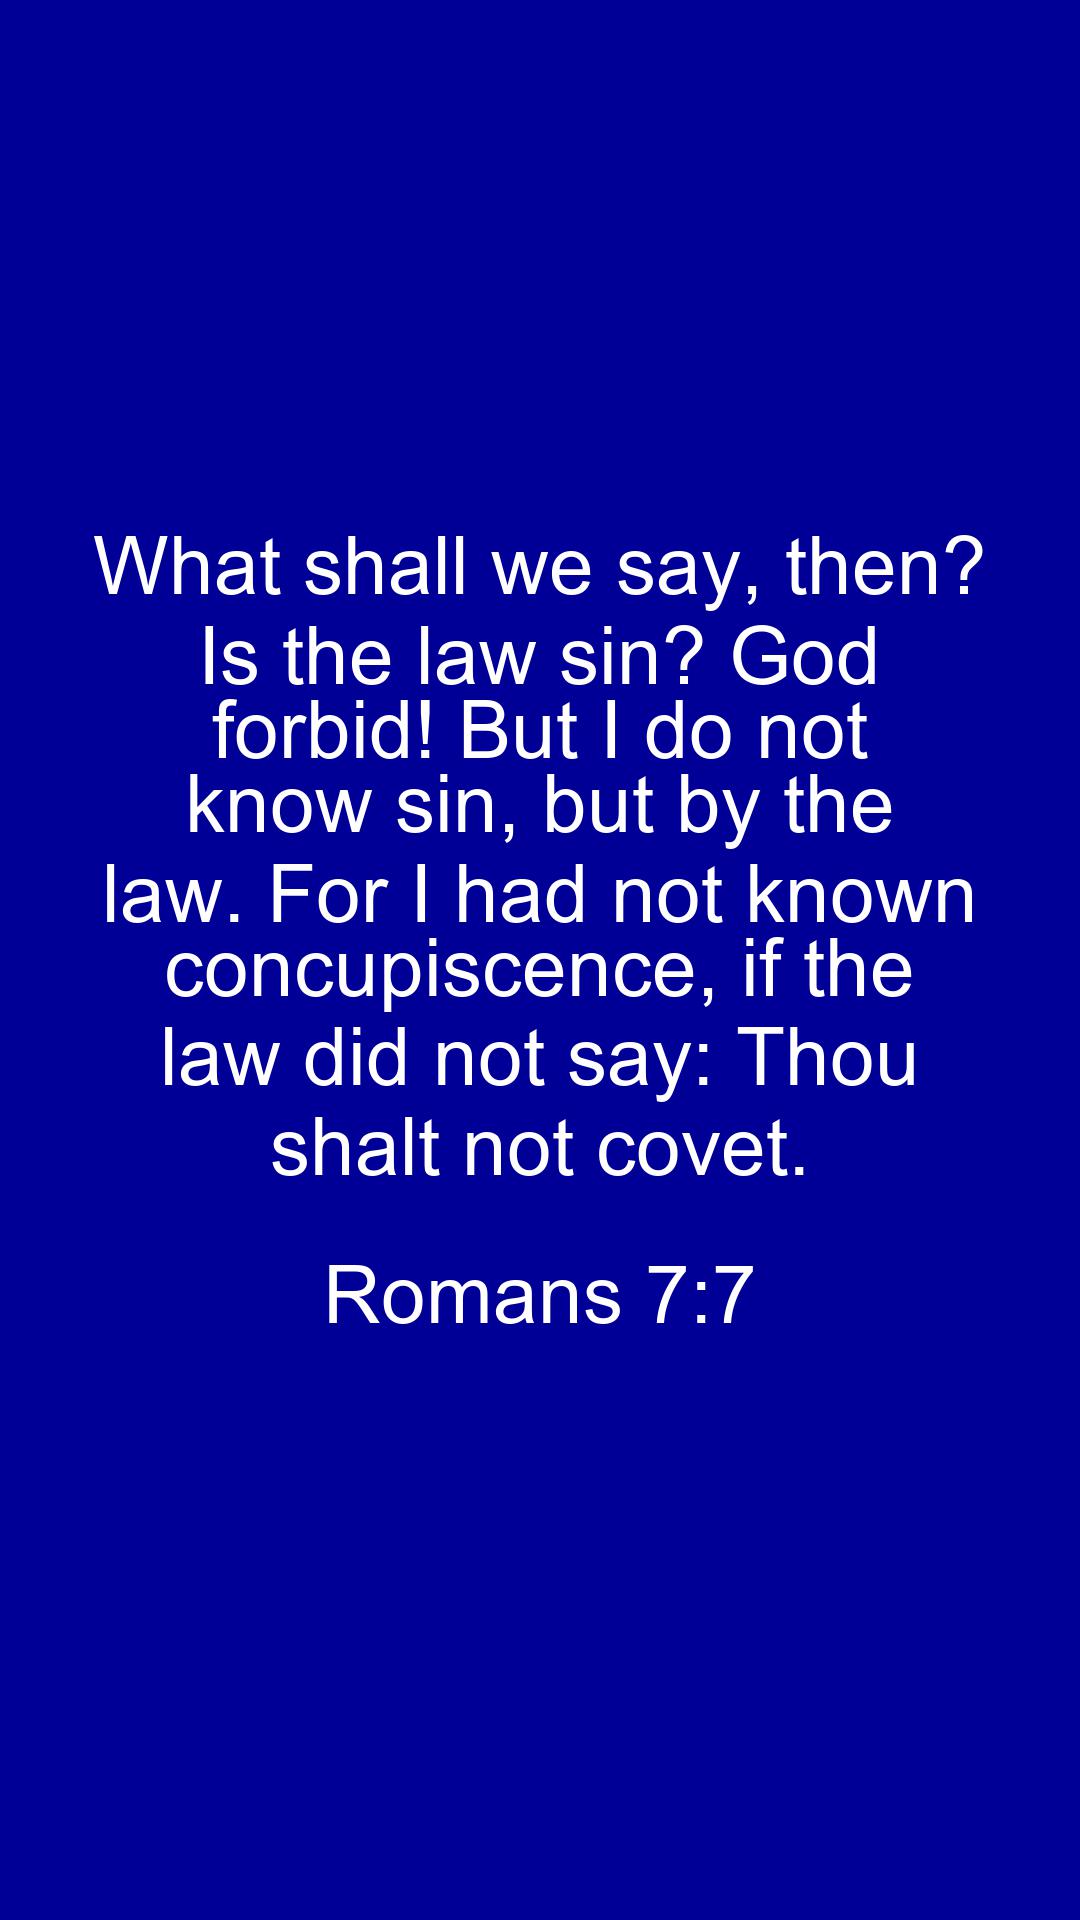 What shall we say, then?
Is the law sin? God
forbid! But I do not
know sin, but by the
law. For I had not known
concupiscence, if the
law did not say: Thou
shalt not covet.
Romans 7:7